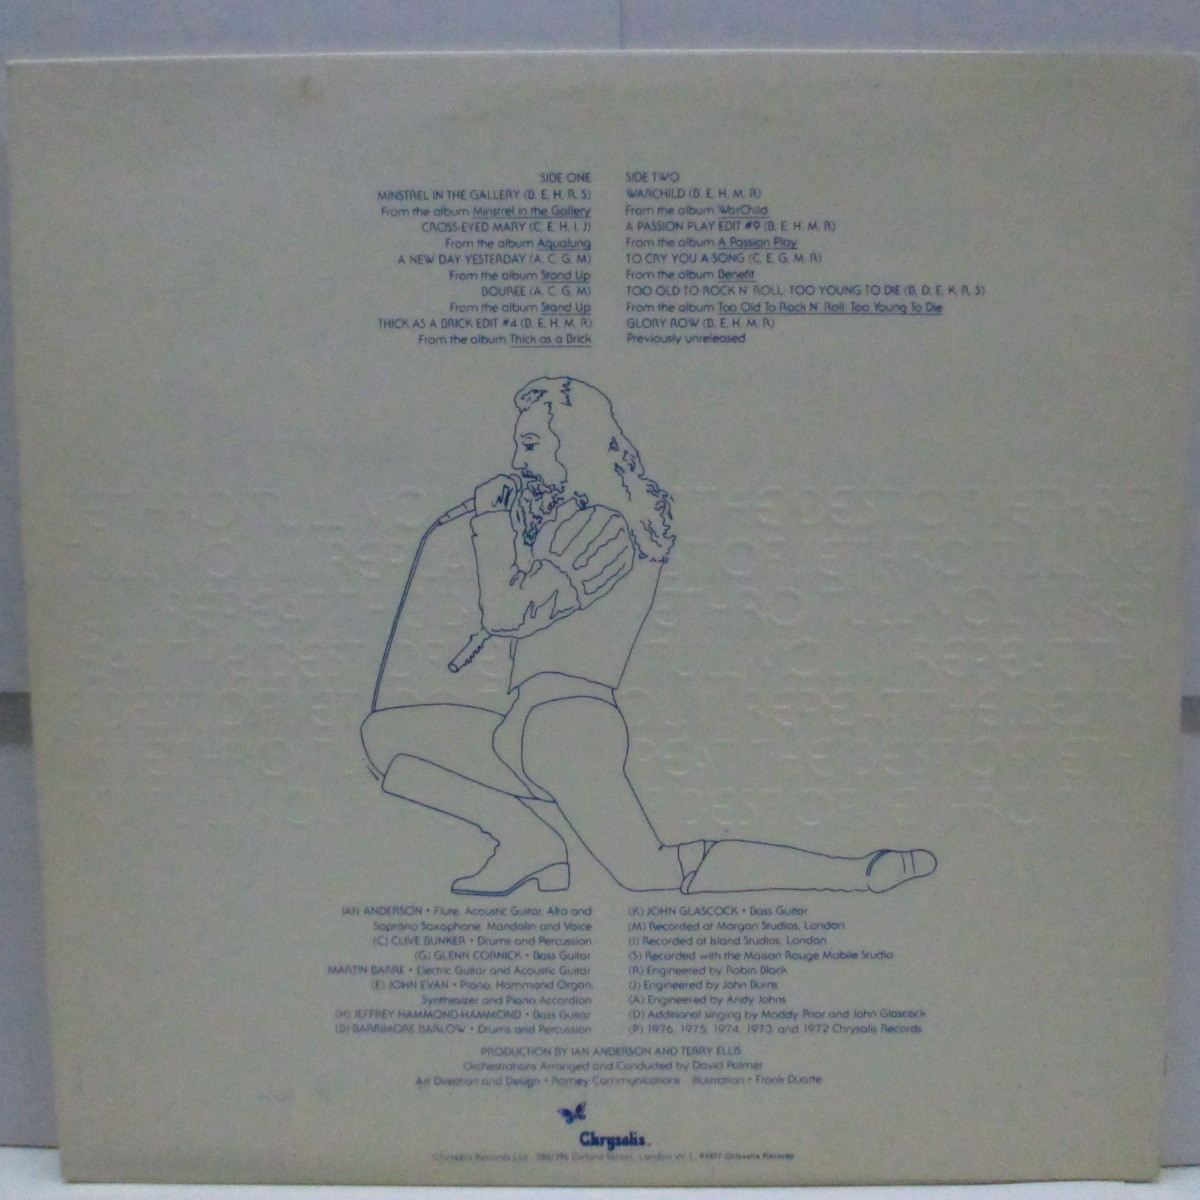 SIDE ONE
MINSTREL IN THE GALLERY (B, E, H, R, S)
From the album Minstrel in the Gallery
CROSS-EYED MARY (C, E, H, I, J)
From the album Aqualung
A NEW DAY YESTERDAY (A, C, G, M)
From the album Stand Up
BOUREE (A, C, G, M)
From the album Stand Up
THICK AS A BRICK EDIT #4 (B, E, H, M, R)
From the album Thick as a Brick
SIDE TWO
WARCHILD (B, E, H, M, R)
From the album WarChild
A PASSION PLAY EDIT #9 (B, E, H, M, R)
From the album A Passion Play
TO CRY YOU A SONG (C, E, G, M, R)
From the album Benefit
TOO OLD TO ROCK N' ROLL: TOO YOUNG TO DIE (B, D, E, K, R, S)
From the album Too Old To Rock N' Roll: Too Young To Die
GLORY ROW (B, E, H, M, R)
Previously unreleased
IAN ANDERSON • Flute, Acoustic Guitar, Alto and
Soprano Saxophone, Mandolin and Voice
(C) CLIVE BUNKER • Drums and Percussion
(G) GLENN CORNICK • Bass Guitar
MARTIN BARRE • Electric Guitar and Acoustic Guitar
(E) JOHN EVAN • Piano, Hammond Organ,
Synthesizer and Piano Accordian
(H) JEFFREY HAMMOND-HAMMOND • Bass Guitar
(B) BARRIMORE BARLOW • Drums and Percussion
(K) JOHN GLASCOCK • Bass Guitar
(M) Recorded at Morgan Studios, London
(I) Recorded at Island Studios, London
(S) Recorded with the Maison Rouge Mobile Studio
(R) Engineered by Robin Black
(J) Engineered by John Burns
(A) Engineered by Andy Johns
(D) Additional singing by Maddy Prior and John Glascock
(P) 1976, 1975, 1974, 1973, and 1972 Chrysalis Records
PRODUCTION BY IAN ANDERSON AND TERRY ELLIS
Orchestrations Arranged and Conducted by David Palmer
Art Direction and Design • Ramey Communications Illustration • Frank Duarte
Chrysalis
Chrysalis Records Ltd. Oxford Street, London W.1. ℗1977 Chrysalis Records